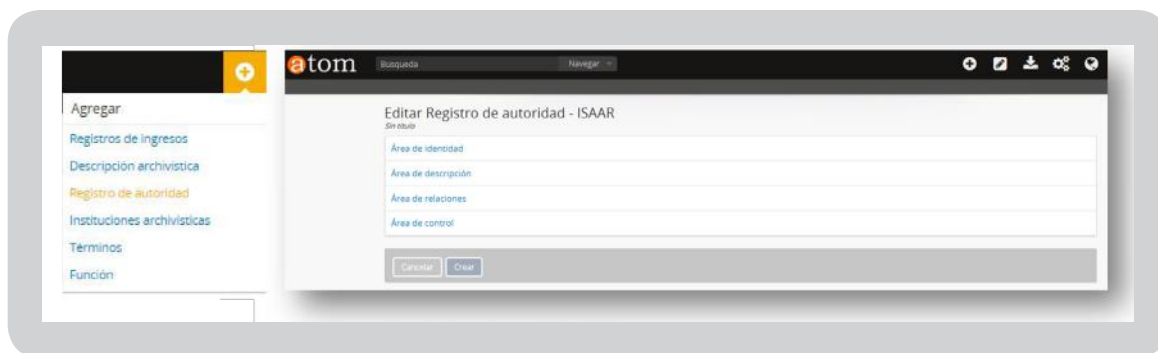 Agregar
Registros de ingresos
Descripción archivística
Registro de autoridad
Instituciones archivísticas
Términos
Función
atom
Búsqueda
Navegar
Editar Registro de autoridad - ISAAR
Sin título
Área de identidad
Área de descripción
Área de relaciones
Área de control
Cancelar
Crear